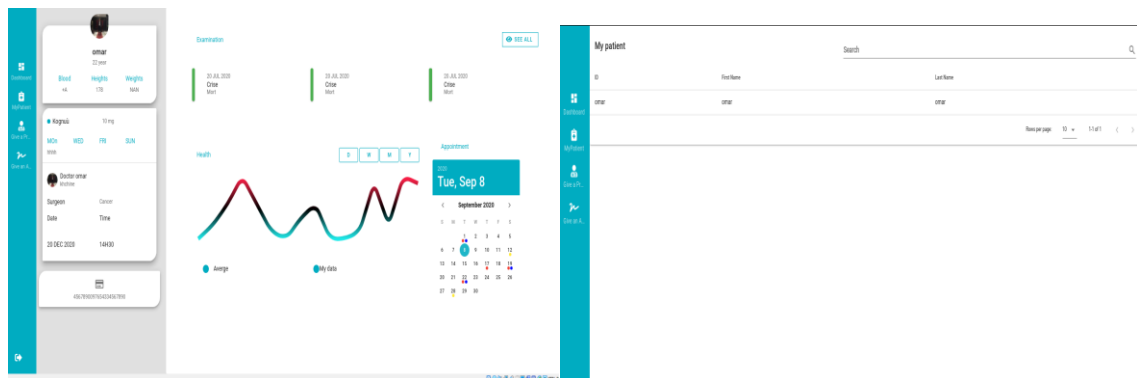 Dashboard
MyPatient
Give a Pr...
Give an A...
omar
22 year
Blood Heights Weights
+A 178 NAN
10 mg
MOn WED FRI SUN
Doctor omar
Surgeon Cancer
Date Time
20 DEC 2020 14H30
Examination
SEE ALL
20 JUL 2020 20 JUL 2020 20 JUL 2020
Crise Crise Crise
Mort Mort Mort
Health
S W M Y
Averge My data
Appointment
2020
Tue, Sep 8
September 2020
S M T W T F S
1 2 3 4 5
6 7 8 9 10 11 12
13 14 15 16 17 18 19
20 21 22 23 24 25 26
27 28 29 30
Dashboard
MyPatient
Give a Pr...
Give an A...
My patient
Search
ID First Name Last Name
omar omar omar
Rows per page: 10 1-1 of 1